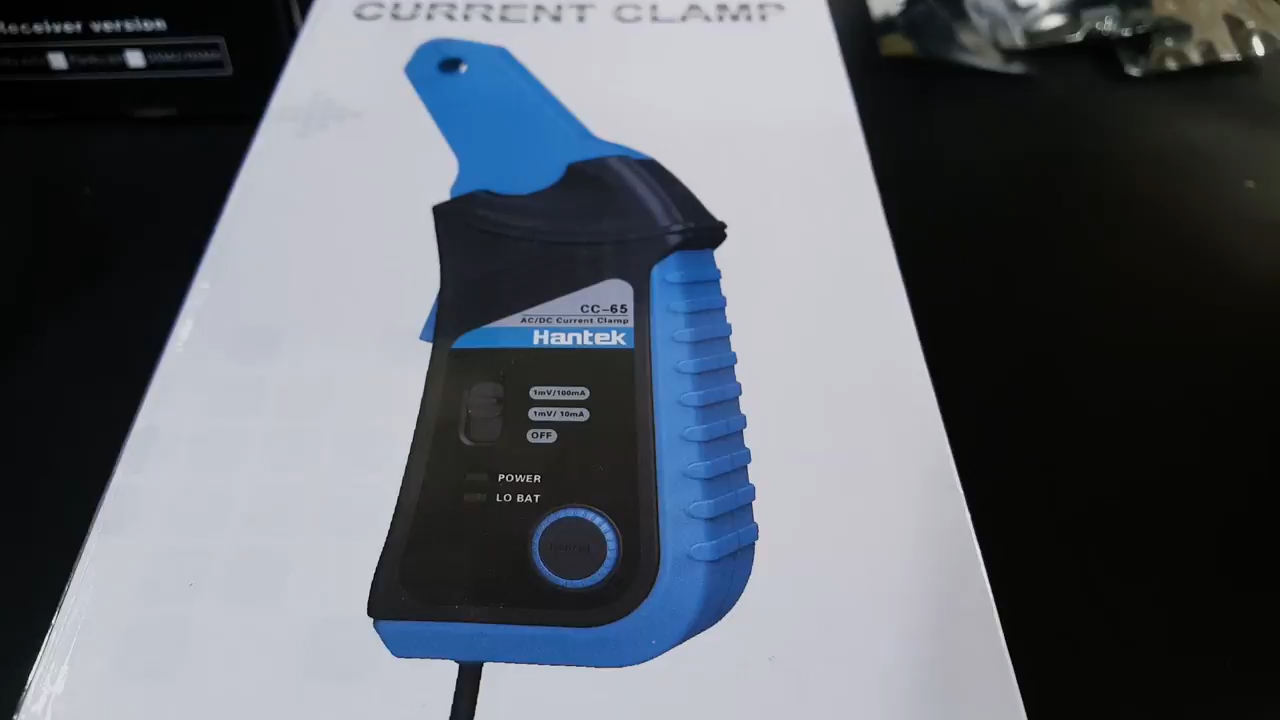 CURRENT CLAMP
Receiver version
CC-65
AC/DC Current Clamp
Hantek
1mV/100mA
1mV/ 10mA
OFF
POWER
LO BAT
Hantek